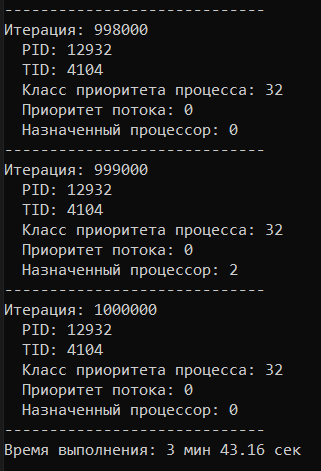 -----------------------------
Итерация: 998000
  PID: 12932
  TID: 4104
  Класс приоритета процесса: 32
  Приоритет потока: 0
  Назначенный процессор: 0
-----------------------------
Итерация: 999000
  PID: 12932
  TID: 4104
  Класс приоритета процесса: 32
  Приоритет потока: 0
  Назначенный процессор: 2
-----------------------------
Итерация: 1000000
  PID: 12932
  TID: 4104
  Класс приоритета процесса: 32
  Приоритет потока: 0
  Назначенный процессор: 0
-----------------------------
Время выполнения: 3 мин 43.16 сек